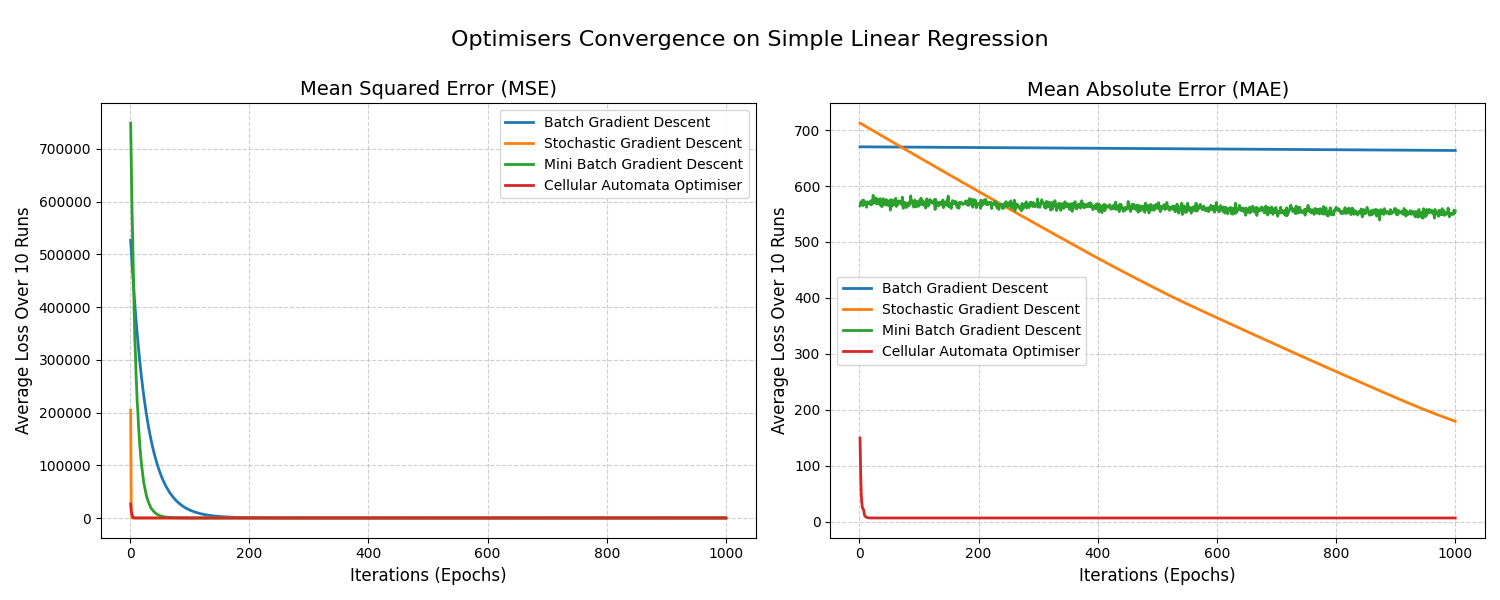 Optimisers Convergence on Simple Linear Regression
Mean Squared Error (MSE)
Average Loss Over 10 Runs
700000
600000
500000
400000
300000
200000
100000
0
Batch Gradient Descent
Stochastic Gradient Descent
Mini Batch Gradient Descent
Cellular Automata Optimiser
0 200 400 600 800 1000
Iterations (Epochs)
Mean Absolute Error (MAE)
Average Loss Over 10 Runs
700
600
500
400
300
200
100
0
Batch Gradient Descent
Stochastic Gradient Descent
Mini Batch Gradient Descent
Cellular Automata Optimiser
0 200 400 600 800 1000
Iterations (Epochs)